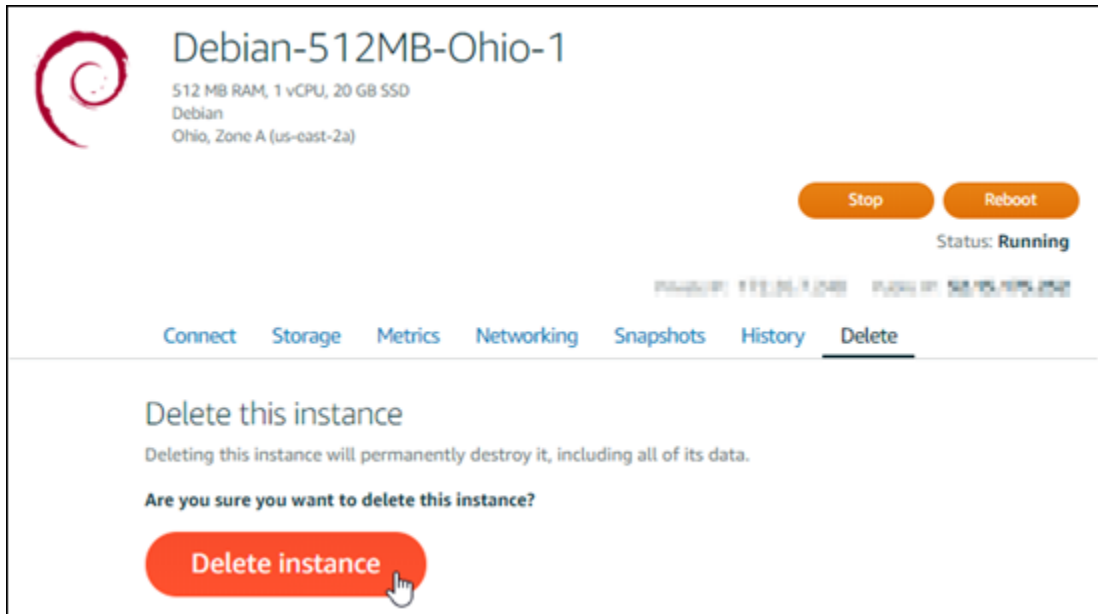 Debian-512MB-Ohio-1
512 MB RAM, 1 vCPU, 20 GB SSD
Debian
Ohio, Zone A (us-east-2a)
Stop Reboot
Status: Running
Connect Storage Metrics Networking Snapshots History Delete
Delete this instance
Deleting this instance will permanently destroy it, including all of its data.
Are you sure you want to delete this instance?
Delete instance